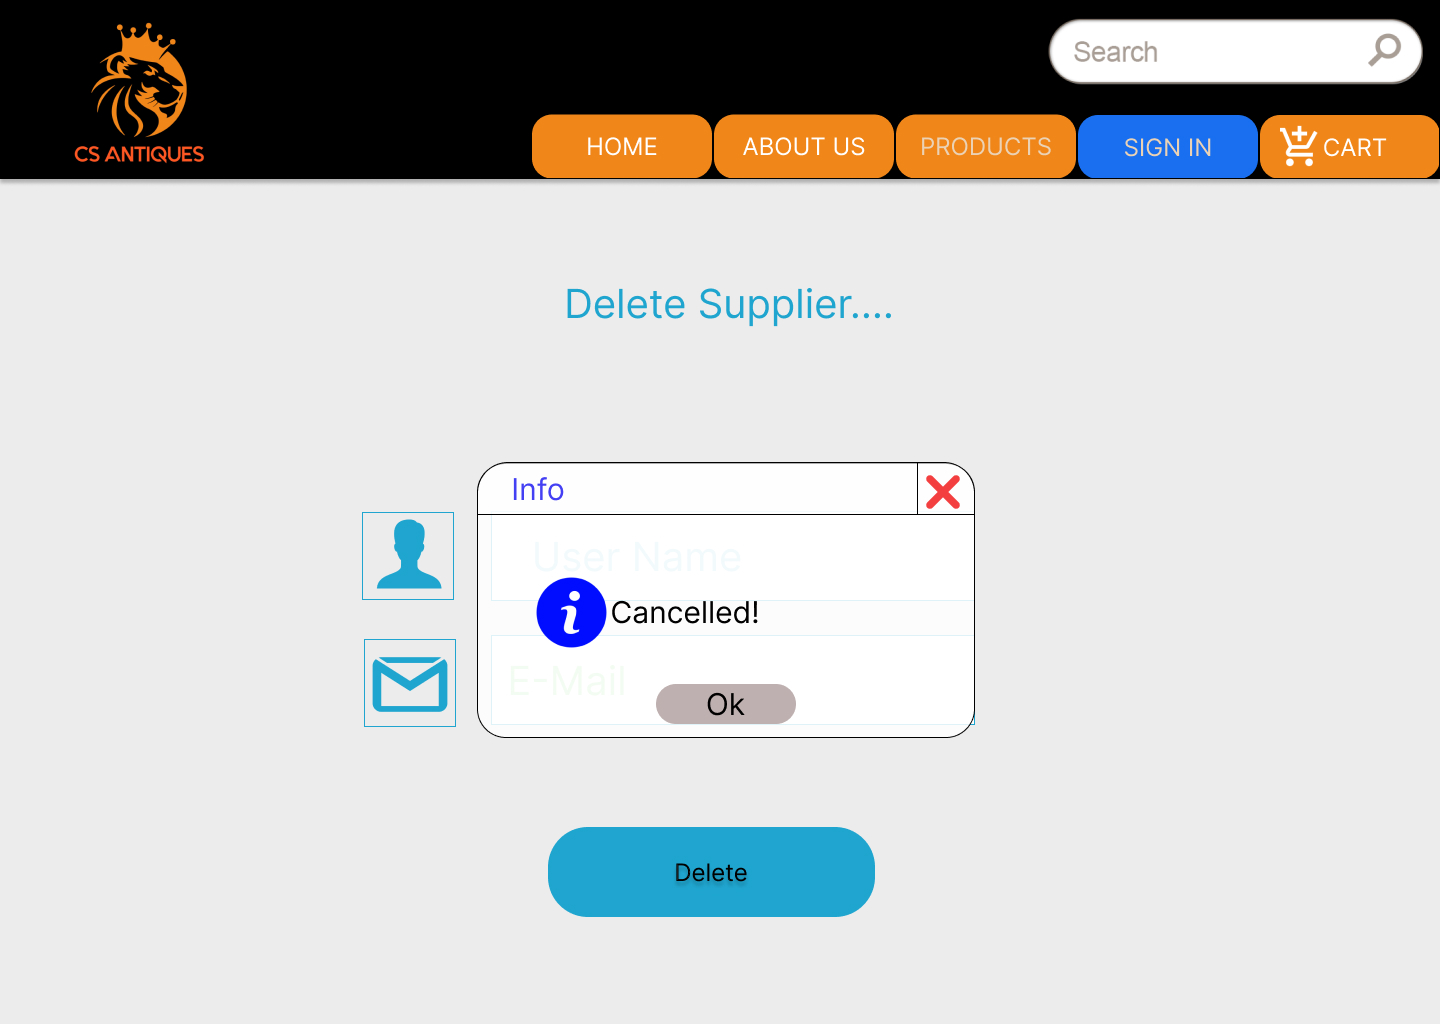 CS ANTIQUES
Search
HOME
ABOUT US
PRODUCTS
SIGN IN
CART
Delete Supplier....
Info
User Name
Cancelled!
E-Mail
Ok
Delete